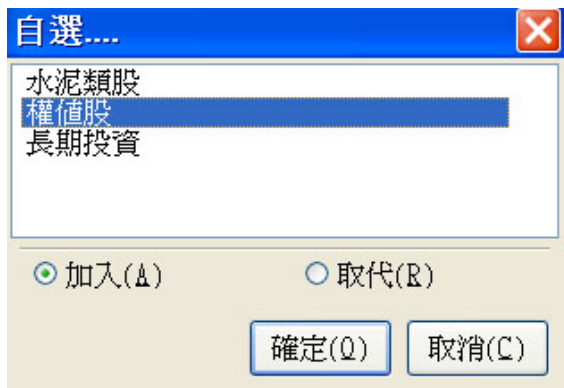 自選....
水泥類股
權值股
長期投資
加入(A) 取代(R)
確定(O) 取消(C)